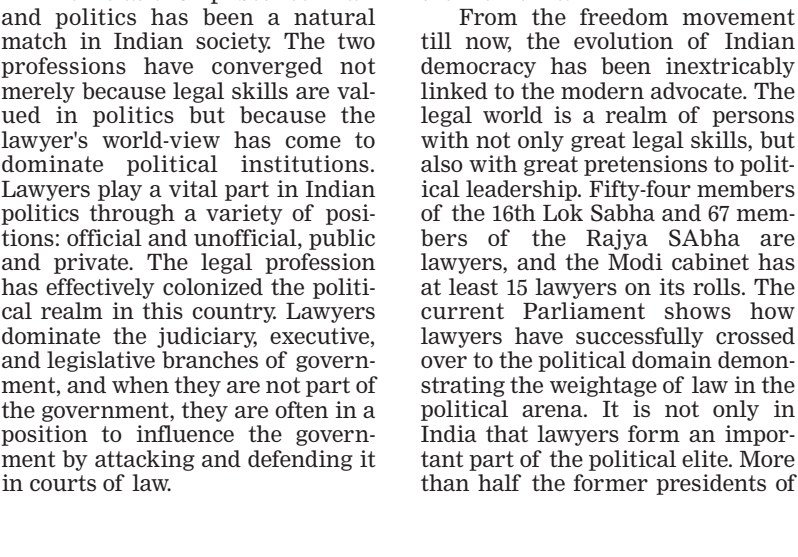 and politics has been a natural
match in Indian society. The two
professions have converged not
merely because legal skills are val-
ued in politics but because the
lawyer's world-view has come to
dominate political institutions.
Lawyers play a vital part in Indian
politics through a variety of posi-
tions: official and unofficial, public
and private. The legal profession
has effectively colonized the politi-
cal realm in this country. Lawyers
dominate the judiciary, executive,
and legislative branches of govern-
ment, and when they are not part of
the government, they are often in a
position to influence the govern-
ment by attacking and defending it
in courts of law.
From the freedom movement
till now, the evolution of Indian
democracy has been inextricably
linked to the modern advocate. The
legal world is a realm of persons
with not only great legal skills, but
also with great pretensions to polit-
ical leadership. Fifty-four members
of the 16th Lok Sabha and 67 mem-
bers of the Rajya SAbha are
lawyers, and the Modi cabinet has
at least 15 lawyers on its rolls. The
current Parliament shows how
lawyers have successfully crossed
over to the political domain demon-
strating the weightage of law in the
political arena. It is not only in
India that lawyers form an impor-
tant part of the political elite. More
than half the former presidents of